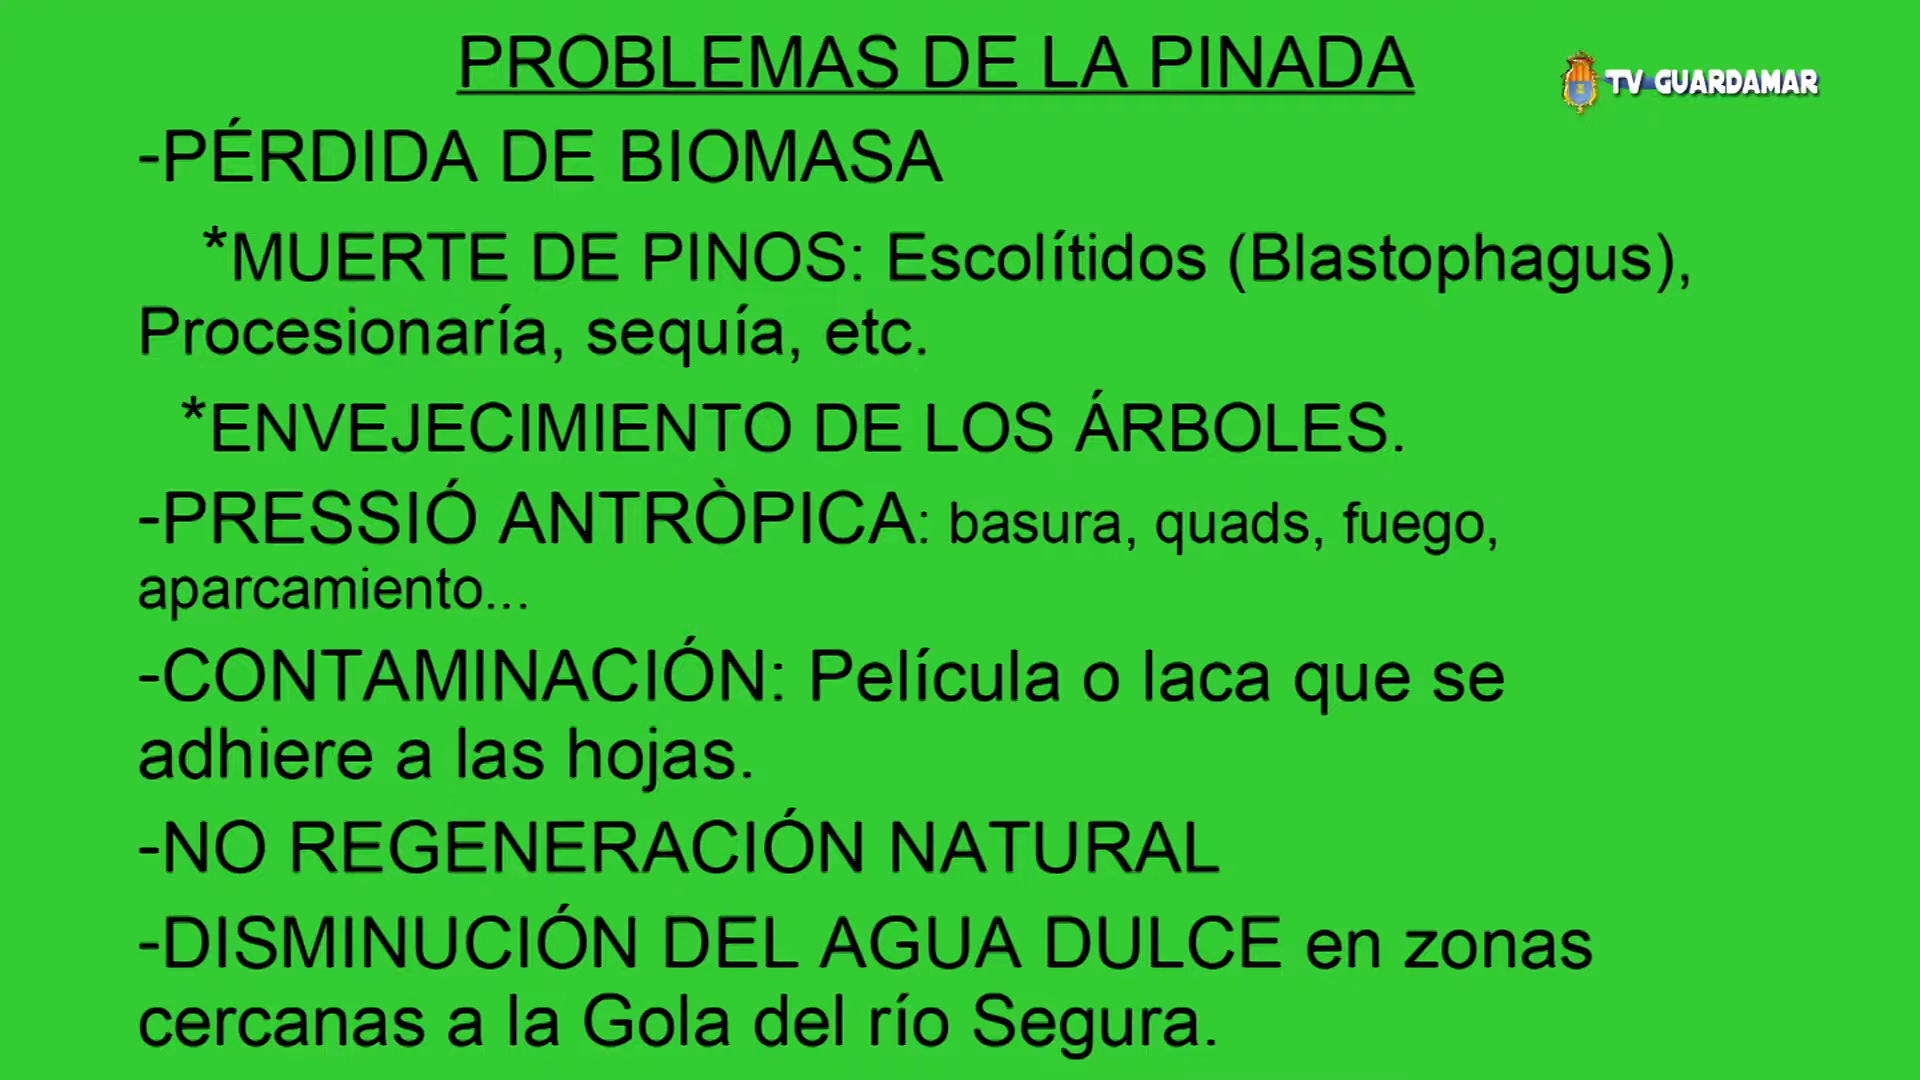 PROBLEMAS DE LA PINADA
TV GUARDAMAR
-PÉRDIDA DE BIOMASA
*MUERTE DE PINOS: Escolítidos (Blastophagus),
Procesionaría, sequía, etc.
*ENVEJECIMIENTO DE LOS ÁRBOLES.
-PRESSIÓ ANTRÒPICA: basura, quads, fuego,
aparcamiento...
-CONTAMINACIÓN: Película o laca que se
adhiere a las hojas.
-NO REGENERACIÓN NATURAL
-DISMINUCIÓN DEL AGUA DULCE en zonas
cercanas a la Gola del río Segura.